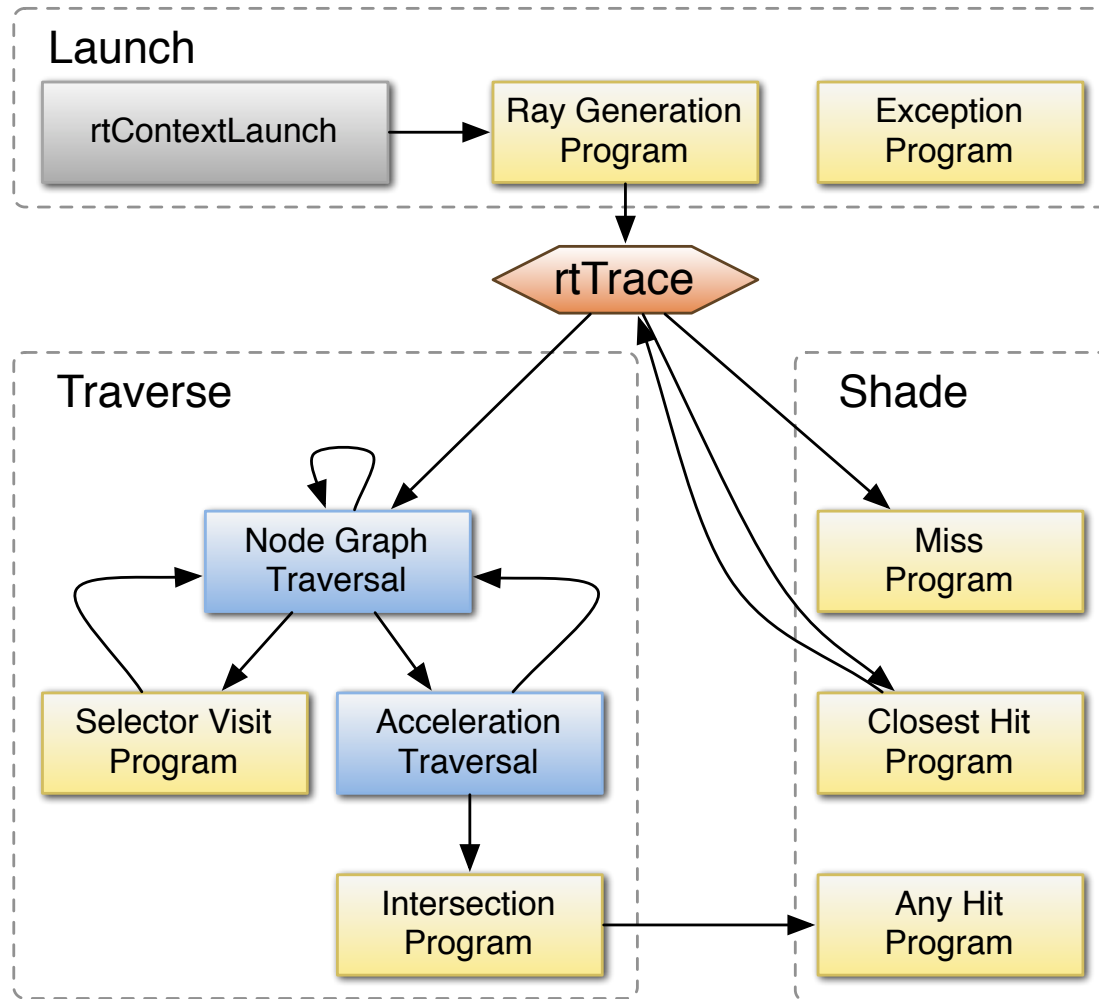 Launch
rtContextLaunch
Ray Generation
Program
Exception
Program
rtTrace
Traverse
Shade
Node Graph
Traversal
Miss
Program
Selector Visit
Program
Acceleration
Traversal
Closest Hit
Program
Intersection
Program
Any Hit
Program